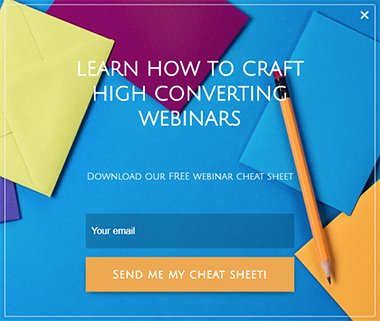 LEARN HOW TO CRAFT
HIGH CONVERTING
WEBINARS
Download our FREE webinar cheat sheet
Your email
Send me my cheat sheet!